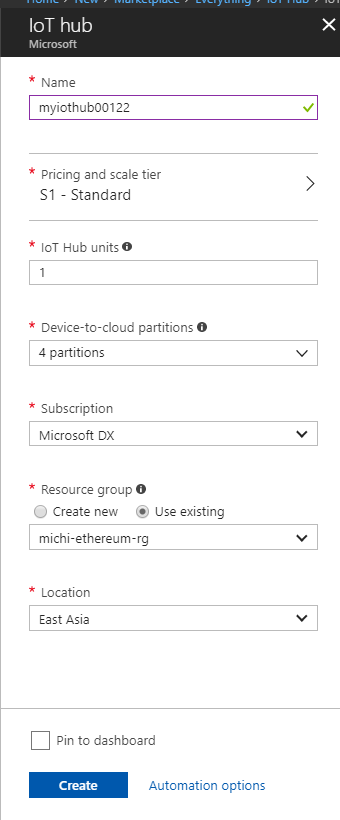 Home > New > Marketplace > Everything > IoT Hub > IoT
IoT hub
Microsoft
* Name
myiothub00122
* Pricing and scale tier
S1 - Standard
* IoT Hub units
1
* Device-to-cloud partitions
4 partitions
* Subscription
Microsoft DX
* Resource group
Create new Use existing
michi-ethereum-rg
* Location
East Asia
Pin to dashboard
Create Automation options